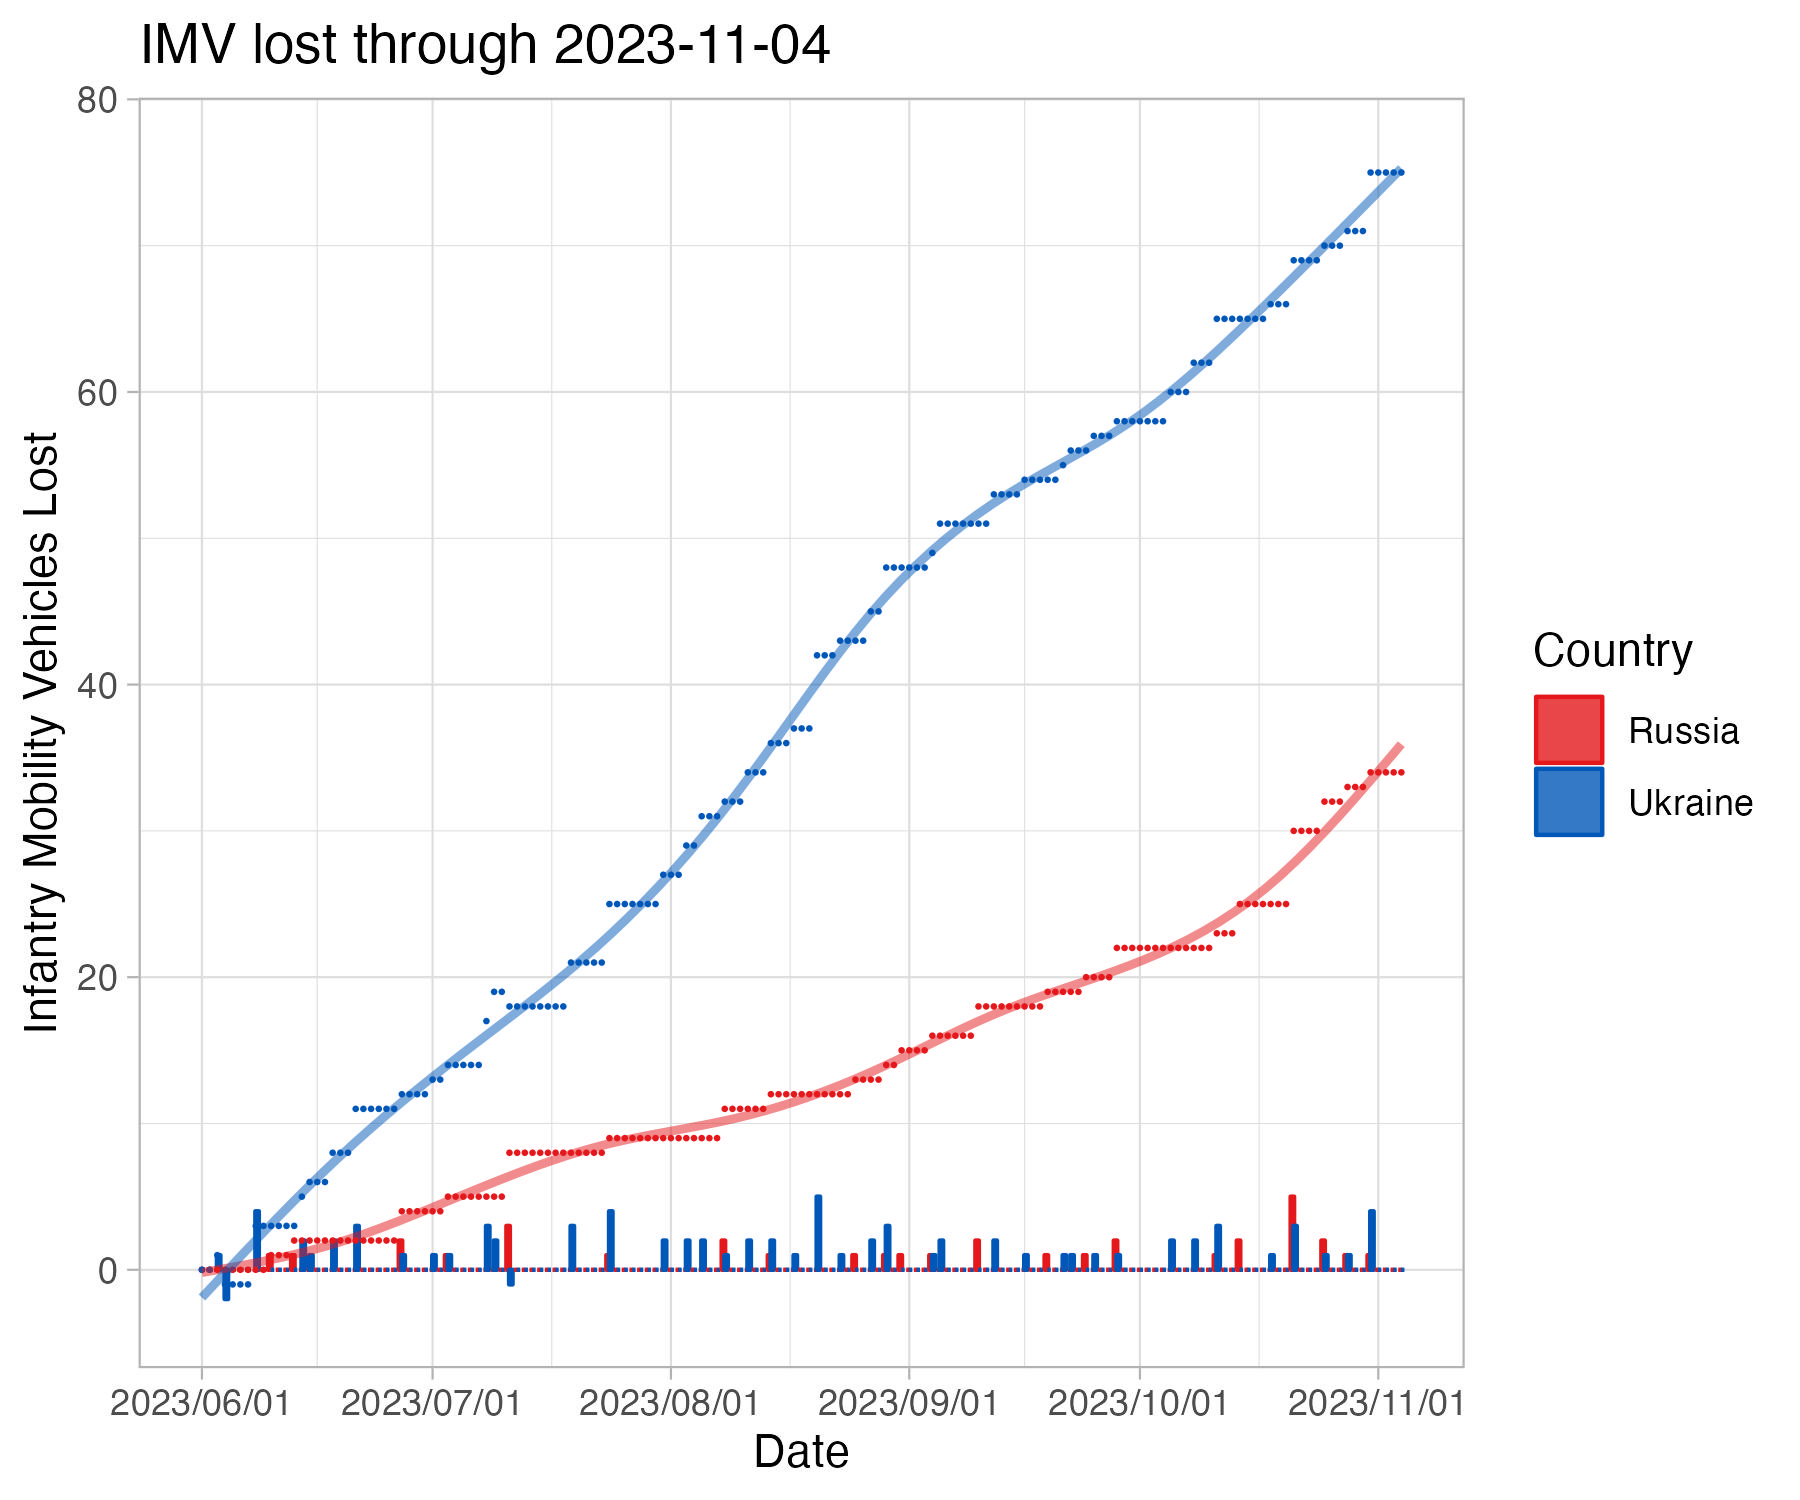 IMV lost through 2023-11-04
Infantry Mobility Vehicles Lost
80
60
40
20
0
2023/06/01 2023/07/01 2023/08/01 2023/09/01 2023/10/01 2023/11/01
Date
Country
Russia
Ukraine